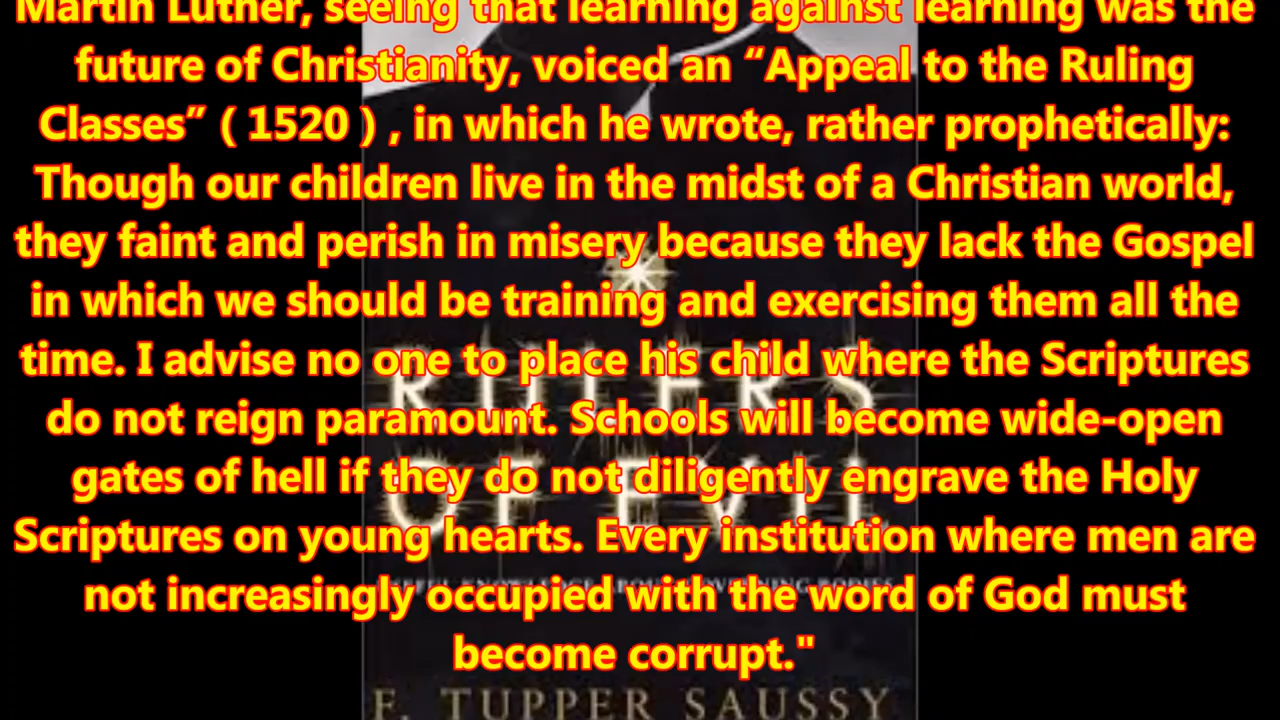 Martin Luther, seeing that learning against learning was the
future of Christianity, voiced an “Appeal to the Ruling
Classes” ( 1520 ) , in which he wrote, rather prophetically:
Though our children live in the midst of a Christian world,
they faint and perish in misery because they lack the Gospel
in which we should be training and exercising them all the
time. I advise no one to place his child where the Scriptures
do not reign paramount. Schools will become wide-open
gates of hell if they do not diligently engrave the Holy
Scriptures on young hearts. Every institution where men are
not increasingly occupied with the word of God must
become corrupt."
RULERS
OF EVIL
F. TUPPER SAUSSY